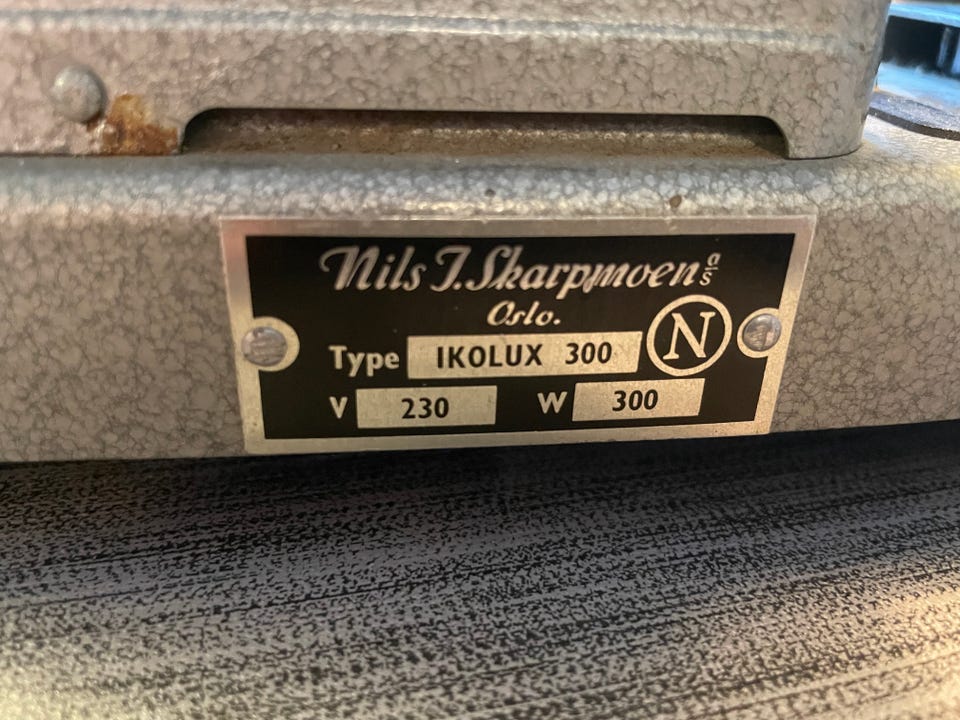 Nils J. Skarpmoen a/s
Oslo.
N
Type IKOLUX 300
V 230 W 300